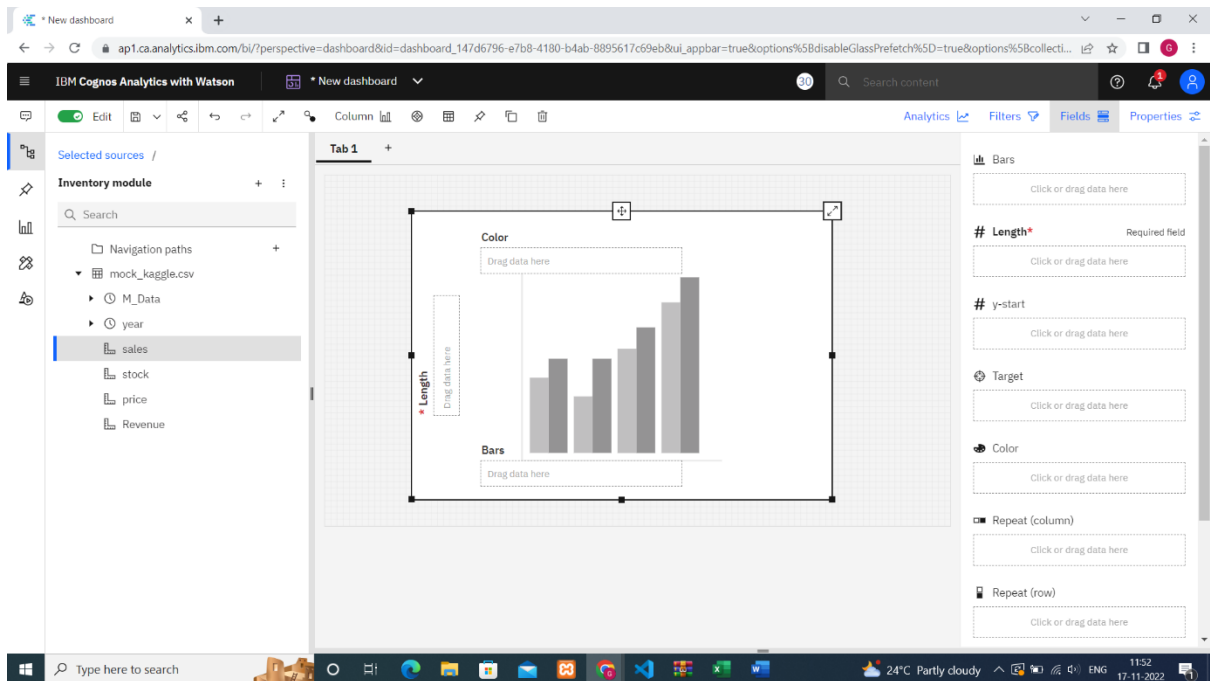 * New dashboard
ap1.ca.analytics.ibm.com/bi/?perspective=dashboard&id=dashboard_147d6796-e7b8-4180-b4ab-8895617c69eb&ui_appbar=true&options%5BdisableGlassPrefetch%5D=true&options%5Bcollecti...
G
IBM Cognos Analytics with Watson
* New dashboard
30
Search content
1
Edit
Column
Analytics
Filters
Fields
Properties
Selected sources /
Inventory module
Search
Navigation paths
mock_kaggle.csv
M_Data
year
sales
stock
price
Revenue
Tab 1
Color
Drag data here
* Length
Drag data here
Bars
Drag data here
Bars
Click or drag data here
# Length*
Required field
Click or drag data here
# y-start
Click or drag data here
Target
Click or drag data here
Color
Click or drag data here
Repeat (column)
Click or drag data here
Repeat (row)
Click or drag data here
Type here to search
24°C Partly cloudy
ENG
11:52
17-11-2022